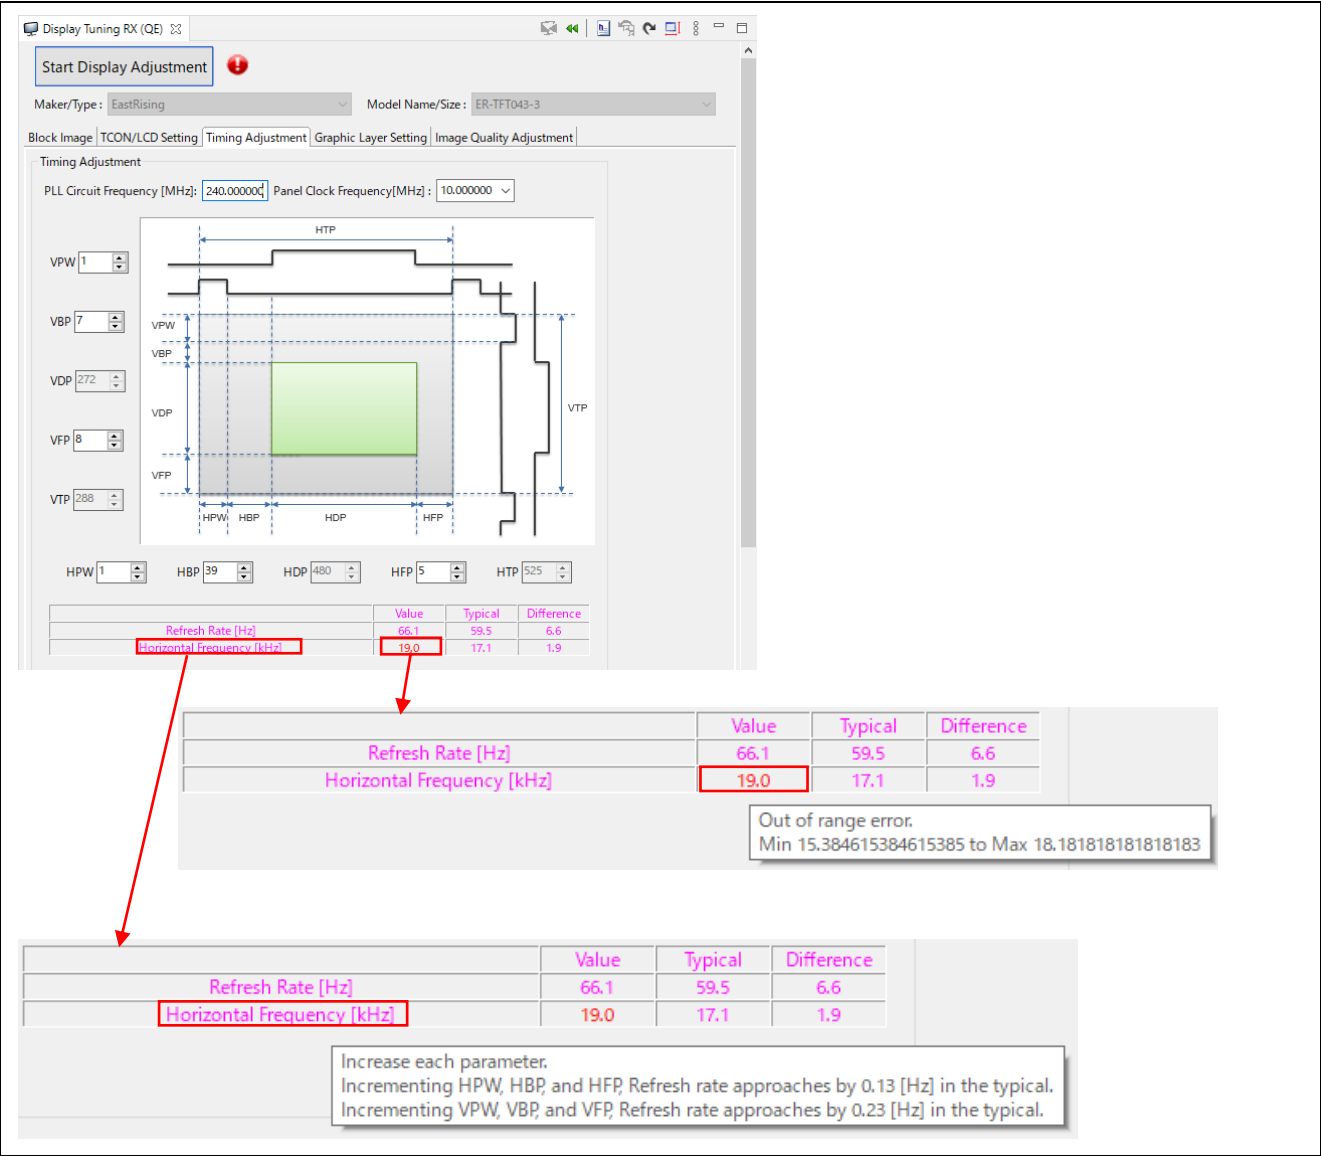 Display Tuning RX (QE)
Start Display Adjustment
Maker/Type : EastRising Model Name/Size : ER-TFT043-3
Block Image TCON/LCD Setting Timing Adjustment Graphic Layer Setting Image Quality Adjustment
Timing Adjustment
PLL Circuit Frequency [MHz]: 240.000000 Panel Clock Frequency[MHz] : 10.000000
HTP
VPW 1
VBP 7
VPW
VBP
VDP 272
VDP
VTP
VFP 8
VFP
VTP 288
HPW HBP HDP HFP
HPW 1 HBP 39 HDP 480 HFP 5 HTP 525
Value Typical Difference
Refresh Rate [Hz] 66.1 59.5 6.6
Horizontal Frequency [kHz] 19.0 17.1 1.9
Value Typical Difference
Refresh Rate [Hz] 66.1 59.5 6.6
Horizontal Frequency [kHz] 19.0 17.1 1.9
Out of range error.
Min 15.384615384615385 to Max 18.181818181818183
Value Typical Difference
Refresh Rate [Hz] 66.1 59.5 6.6
Horizontal Frequency [kHz] 19.0 17.1 1.9
Increase each parameter.
Incrementing HPW, HBP, and HFP, Refresh rate approaches by 0.13 [Hz] in the typical.
Incrementing VPW, VBP, and VFP, Refresh rate approaches by 0.23 [Hz] in the typical.